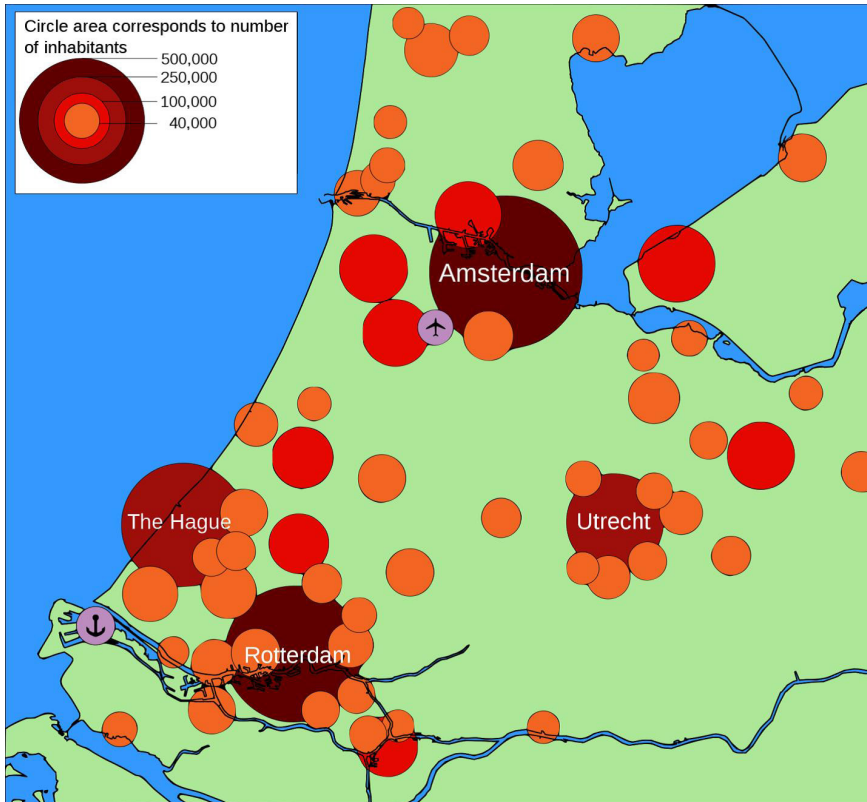 Circle area corresponds to number
of inhabitants
500,000
250,000
100,000
40,000
Amsterdam
The Hague
Utrecht
Rotterdam